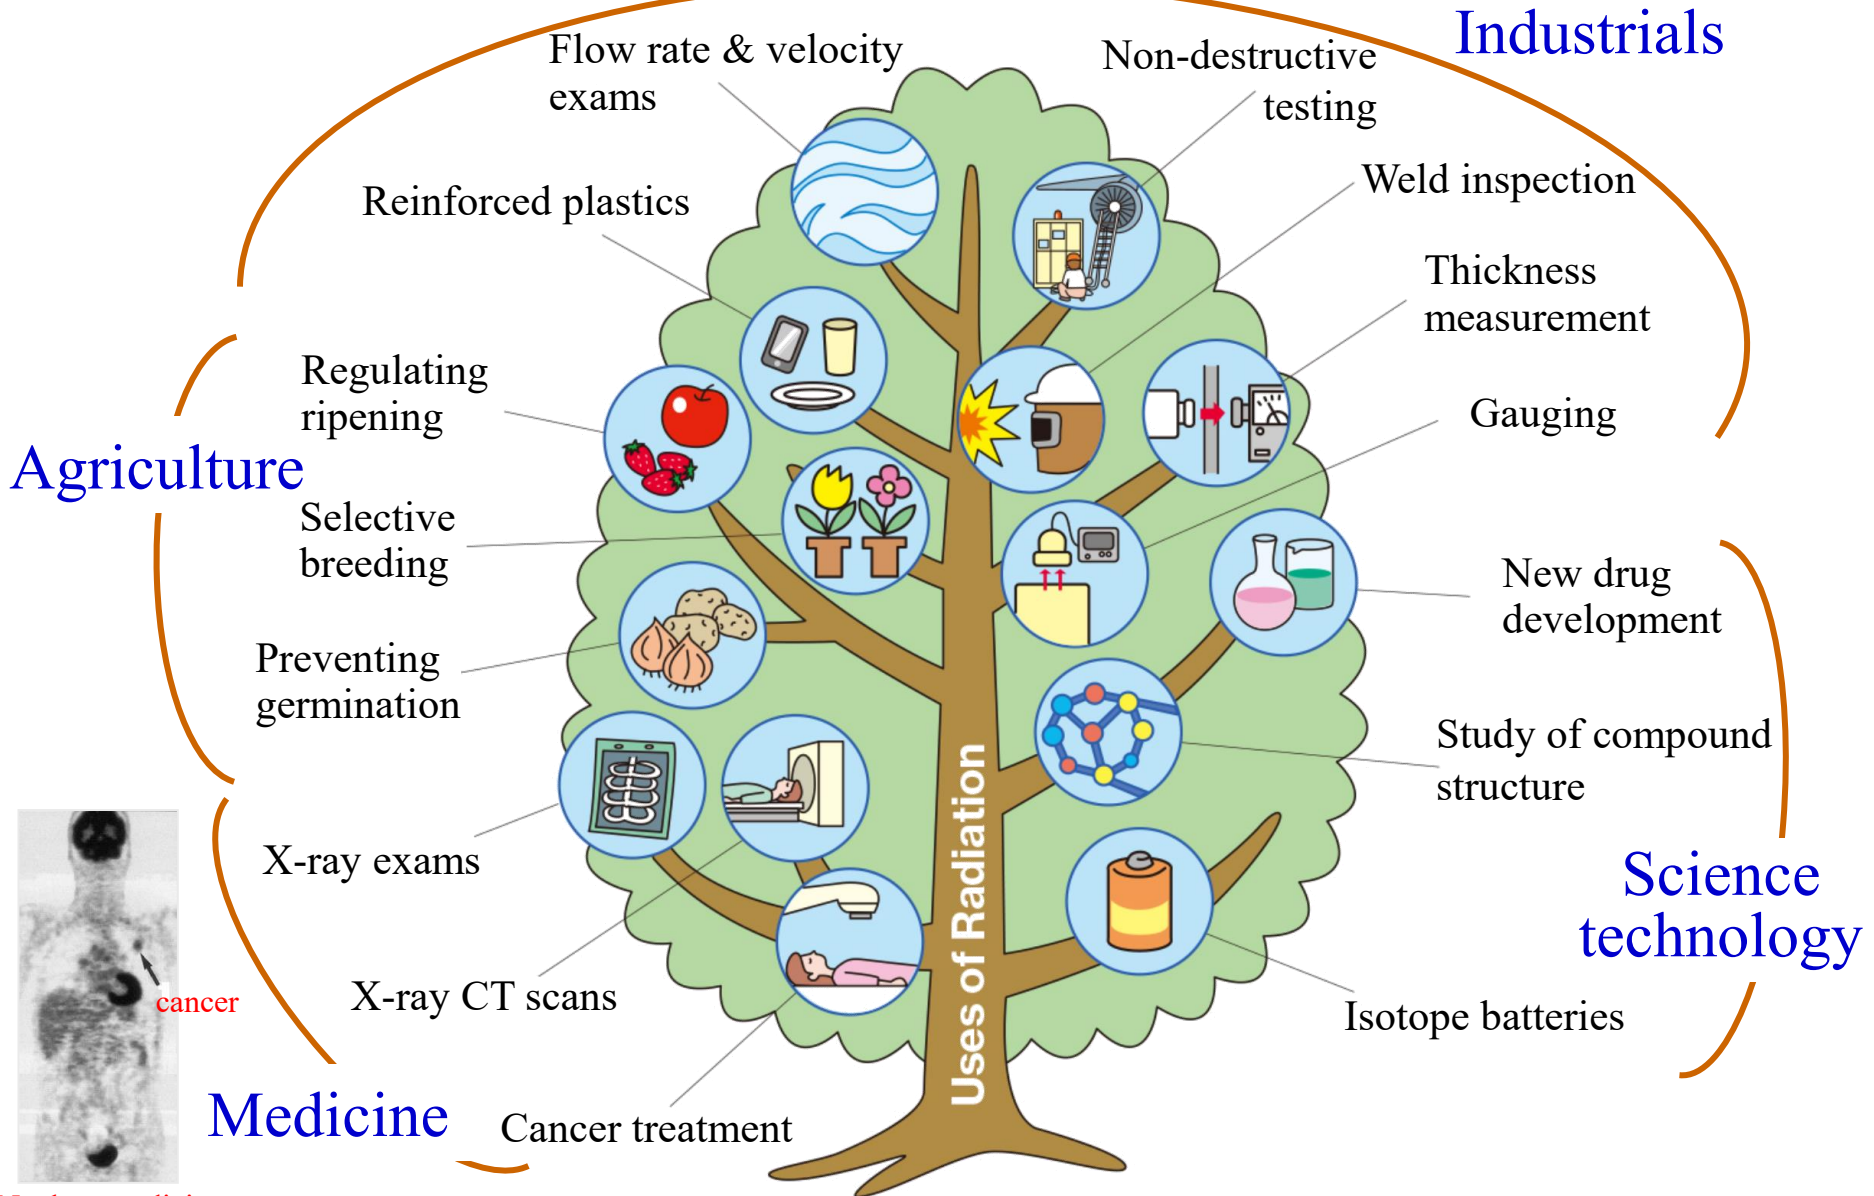 Industrials
Flow rate & velocity
exams
Non-destructive
testing
Reinforced plastics
Weld inspection
Thickness
measurement
Gauging
Agriculture
Regulating
ripening
Selective
breeding
Preventing
germination
New drug
development
Study of compound
structure
Science
technology
Isotope batteries
X-ray exams
X-ray CT scans
Cancer treatment
Medicine
cancer
Uses of Radiation